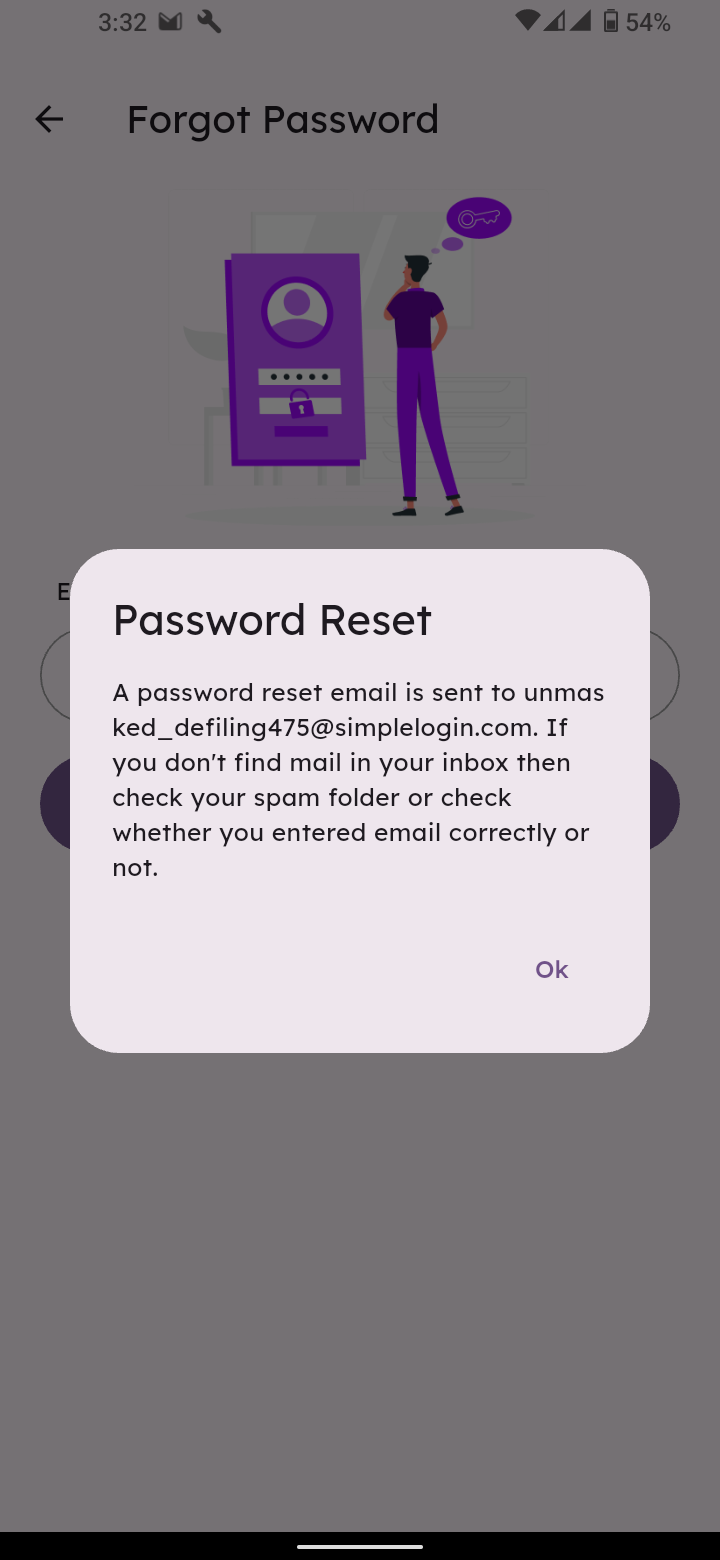 3:32
54%
Forgot Password
E
Password Reset
A password reset email is sent to unmas
ked_defiling475@simplelogin.com. If
you don't find mail in your inbox then
check your spam folder or check
whether you entered email correctly or
not.
Ok